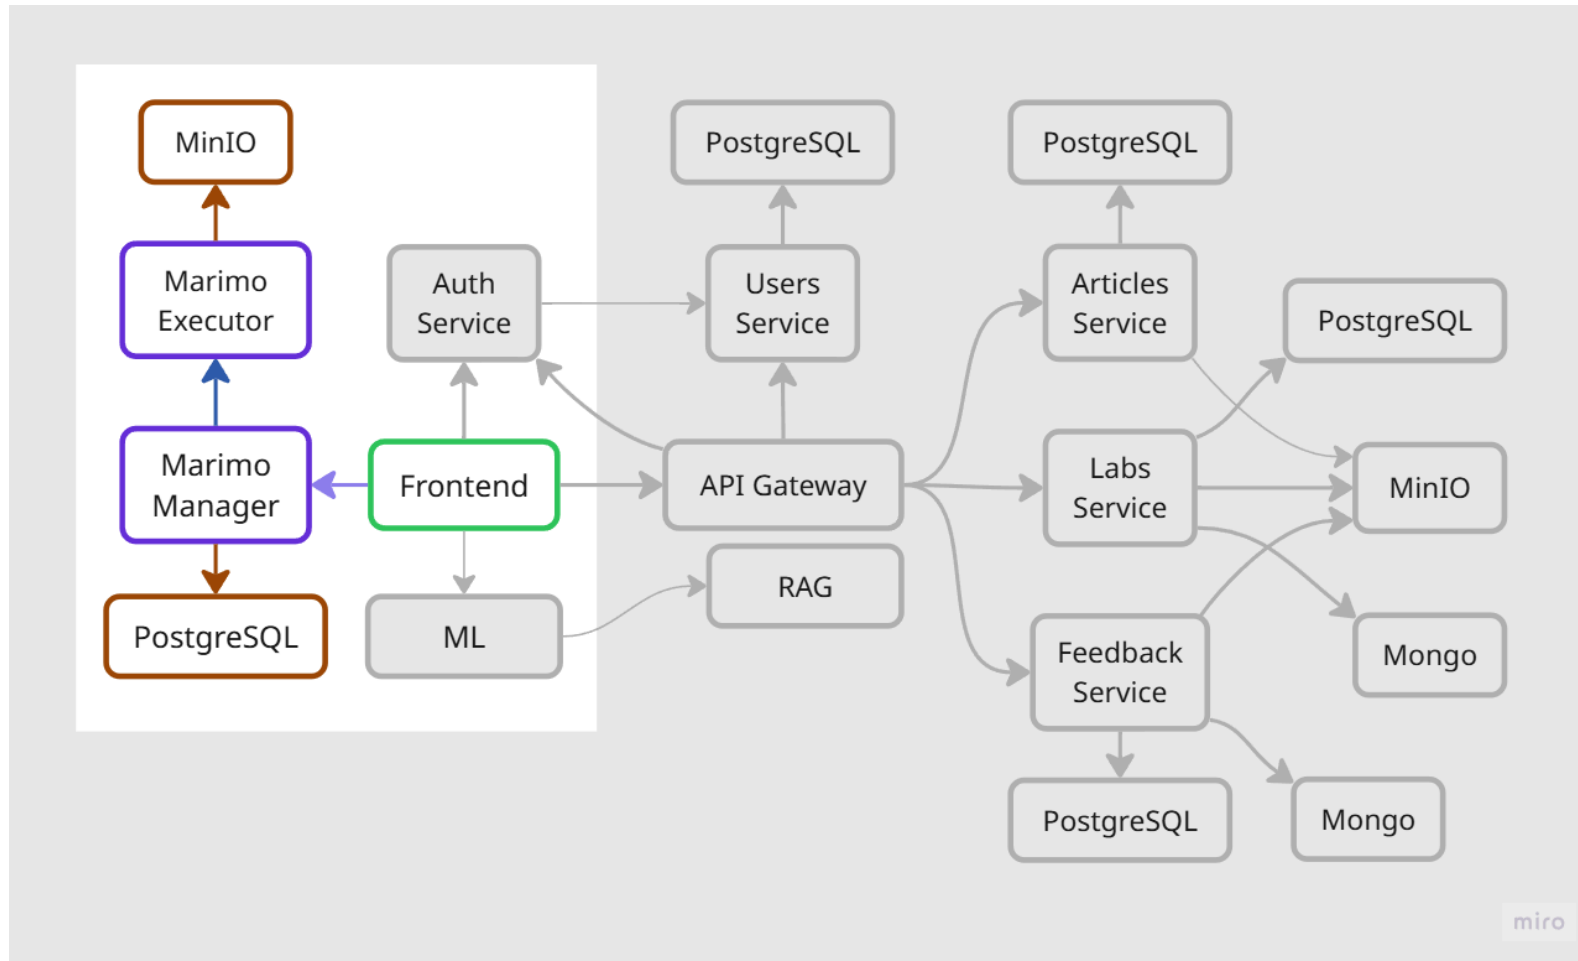 MinIO
PostgreSQL
PostgreSQL
Marimo
Executor
Auth
Service
Users
Service
Articles
Service
PostgreSQL
Marimo
Manager
Frontend
API Gateway
Labs
Service
MinIO
RAG
PostgreSQL
ML
Feedback
Service
Mongo
PostgreSQL
Mongo
miro